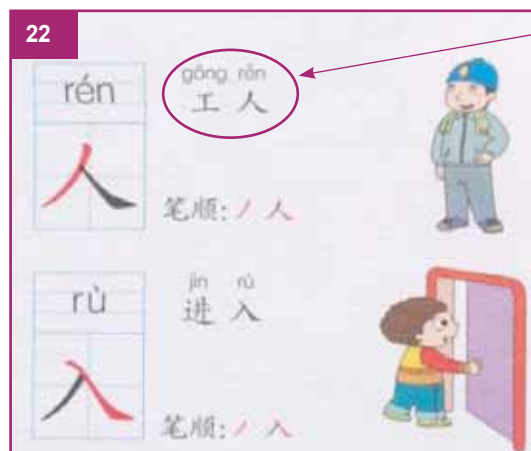 22
rén
gōng rén
工 人
人
笔顺:丿 人
rù
jìn rù
进 入
入
笔顺:丿 入